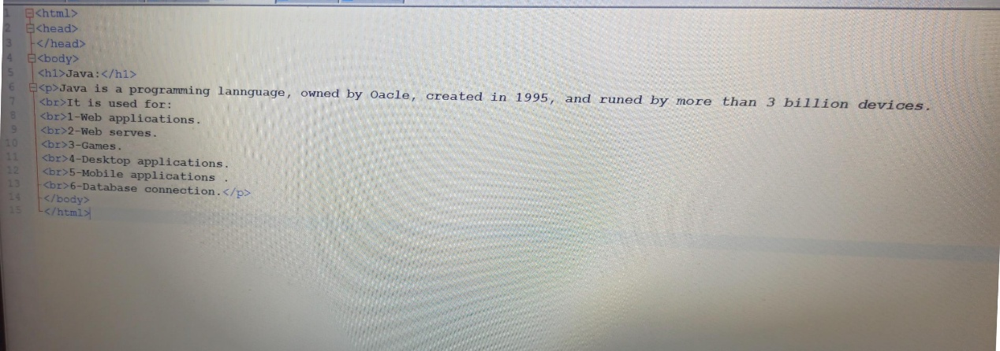 1 <html>
2 <head>
3 </head>
4 <body>
5 <h1>Java:</h1>
6 <p>Java is a programming lannguage, owned by Oacle, created in 1995, and runed by more than 3 billion devices.
7 <br>It is used for:
8 <br>1-Web applications.
9 <br>2-Web serves.
10 <br>3-Games.
11 <br>4-Desktop applications.
12 <br>5-Mobile applications .
13 <br>6-Database connection.</p>
14 </body>
15 </html>